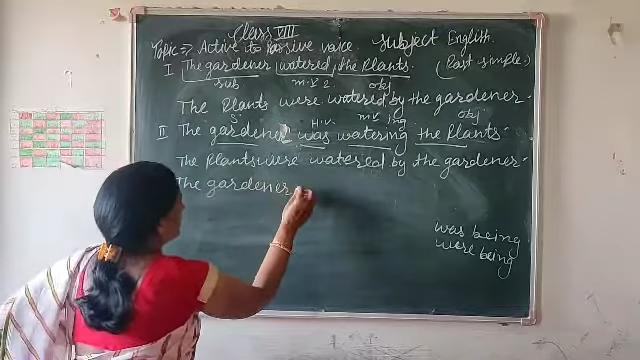 Class VIII
Topic => Active to Passive voice. Subject English.
I The gardener watered the Plants. (Past simple.)
sub m.v 2. obj
The Plants were watered by the gardener.
S H.V. m.v ing obj
II The gardener was watering the Plants.
The Plants were watered by the gardener.
The gardener
was being
were being